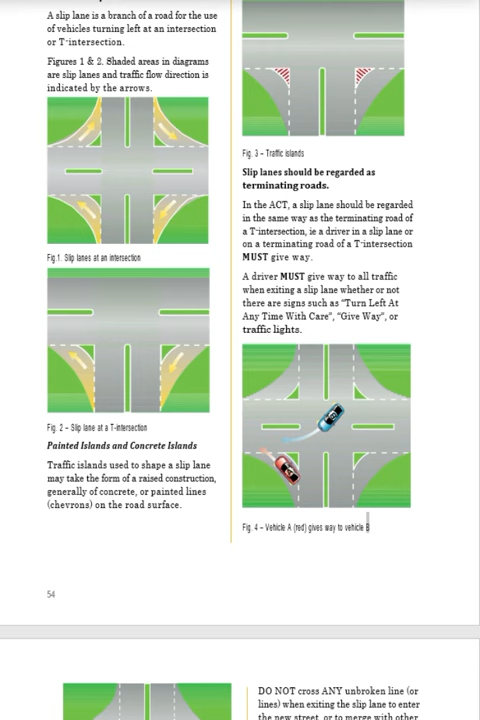 A slip lane is a branch of a road for the use
of vehicles turning left at an intersection
or T-intersection.
Figures 1 & 2. Shaded areas in diagrams
are slip lanes and traffic flow direction is
indicated by the arrows.
Fig.1. Slip lanes at an intersection
Fig. 2 – Slip lane at a T-intersection
Painted Islands and Concrete Islands
Traffic islands used to shape a slip lane
may take the form of a raised construction,
generally of concrete, or painted lines
(chevrons) on the road surface.
54
Fig. 3 – Traffic islands
Slip lanes should be regarded as
terminating roads.
In the ACT, a slip lane should be regarded
in the same way as the terminating road of
a T-intersection, ie a driver in a slip lane or
on a terminating road of a T-intersection
MUST give way.
A driver MUST give way to all traffic
when exiting a slip lane whether or not
there are signs such as “Turn Left At
Any Time With Care”, “Give Way”, or
traffic lights.
Fig. 4 – Vehicle A (red) gives way to vehicle B
DO NOT cross ANY unbroken line (or
lines) when exiting the slip lane to enter
the new street, or to merge with other